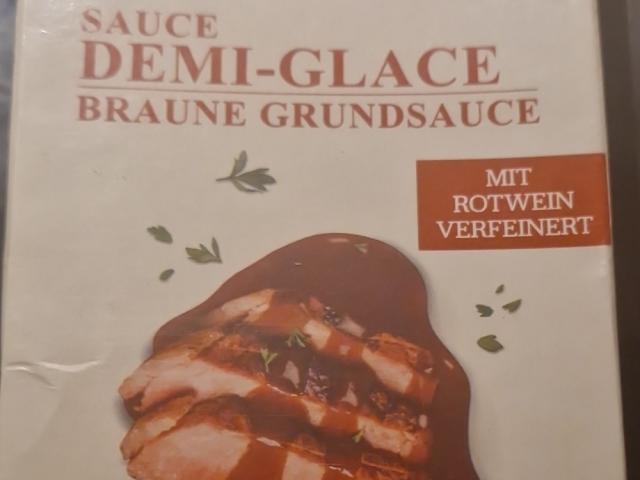 SAUCE
DEMI-GLACE
BRAUNE GRUNDSAUCE
MIT
ROTWEIN
VERFEINERT